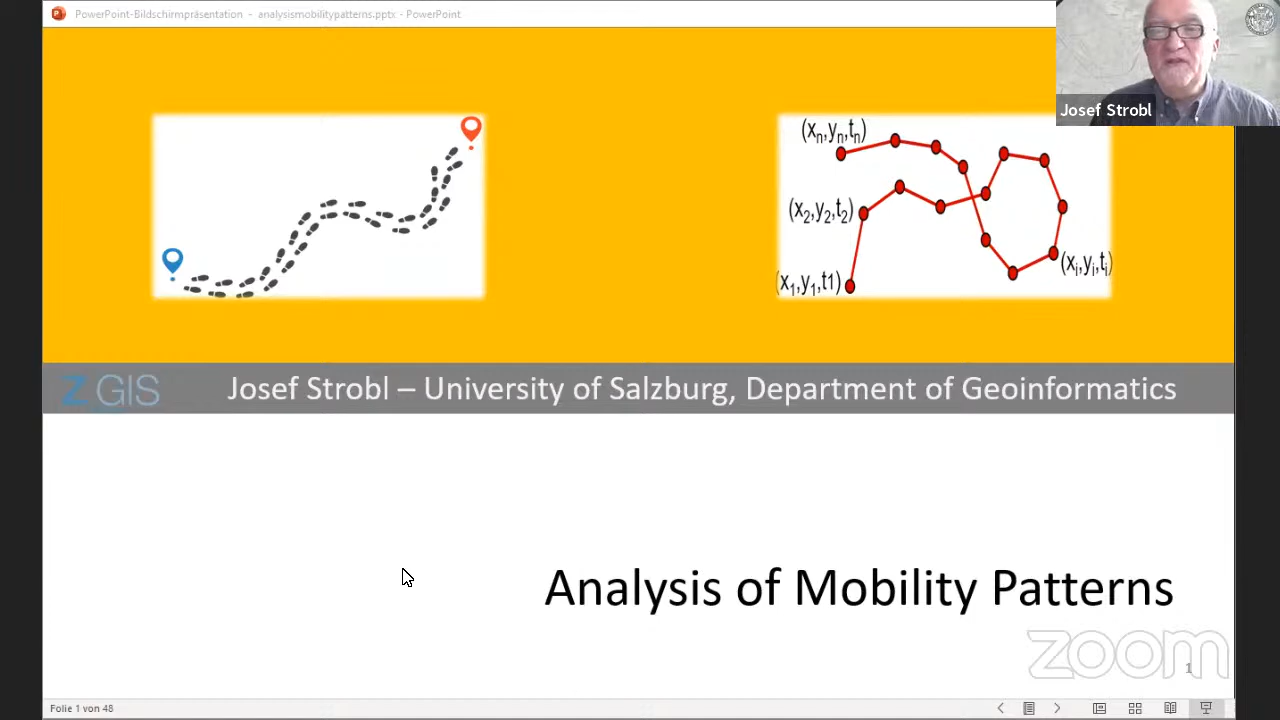 PowerPoint-Bildschirmpräsentation - analysismobilitypatterns.pptx - PowerPoint
Josef Strobl
(xn,yn,tn)
(x2,y2,t2)
(xi,yi,ti)
(x1,y1,t1)
Z GIS
Josef Strobl – University of Salzburg, Department of Geoinformatics
Analysis of Mobility Patterns
zoom
1
Folie 1 von 48